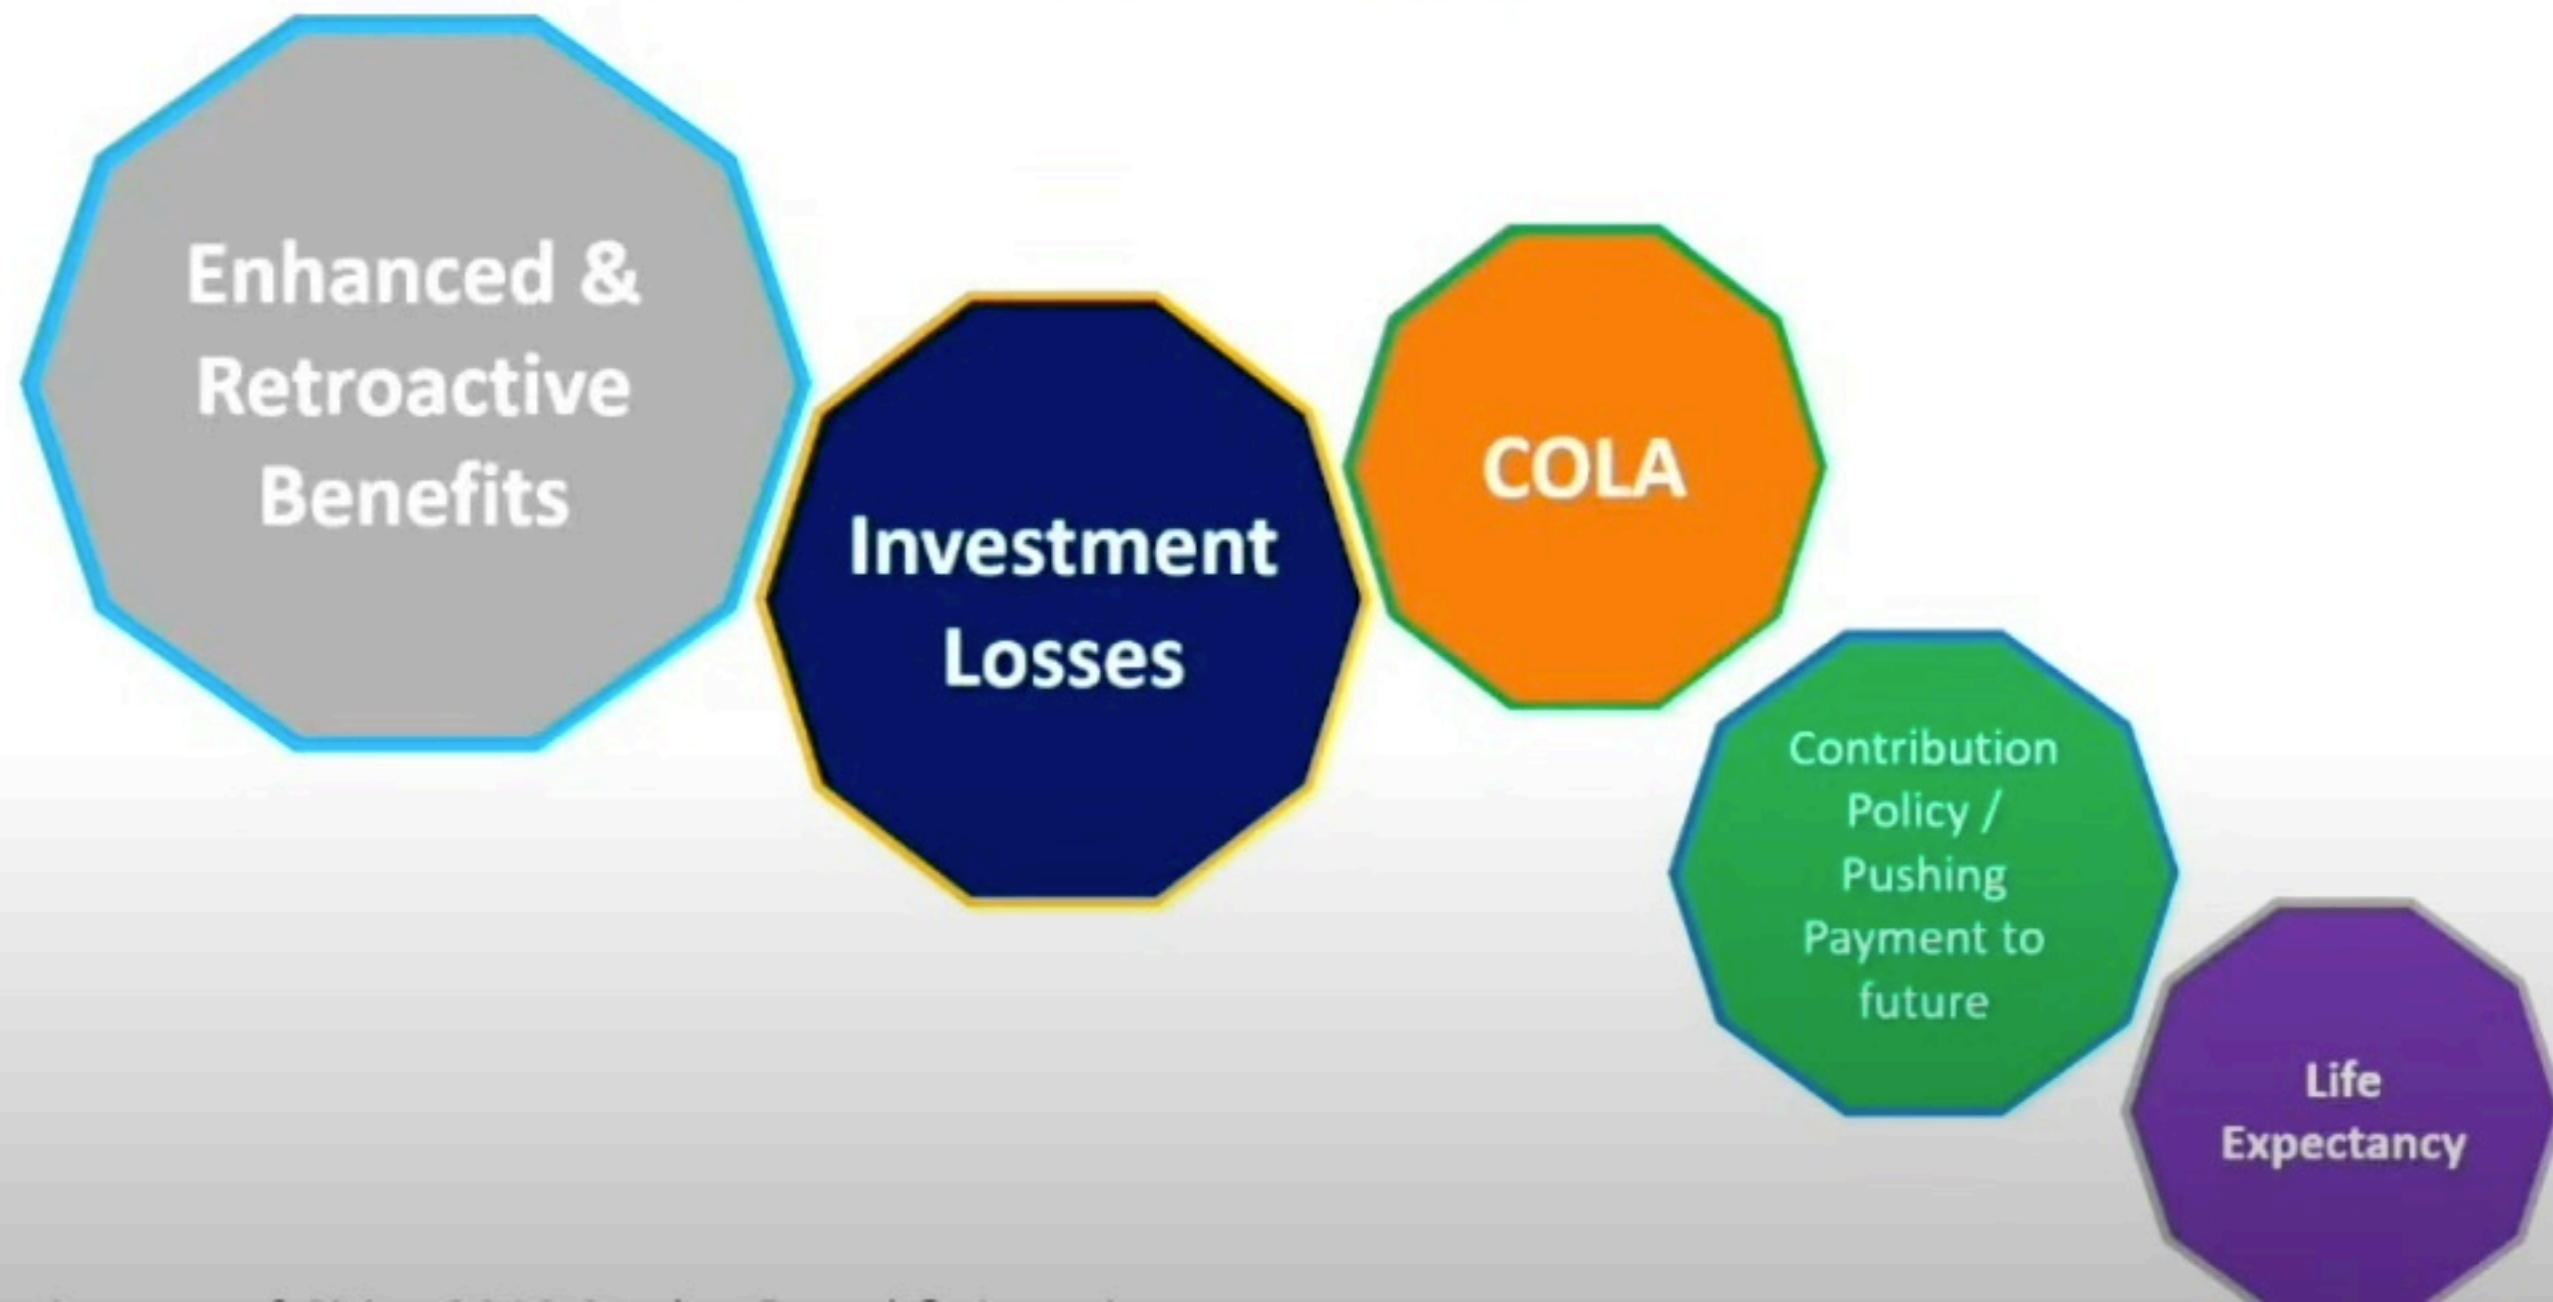 Enhanced &
Retroactive
Benefits
Investment
Losses
COLA
Contribution
Policy /
Pushing
Payment to
future
Life
Expectancy